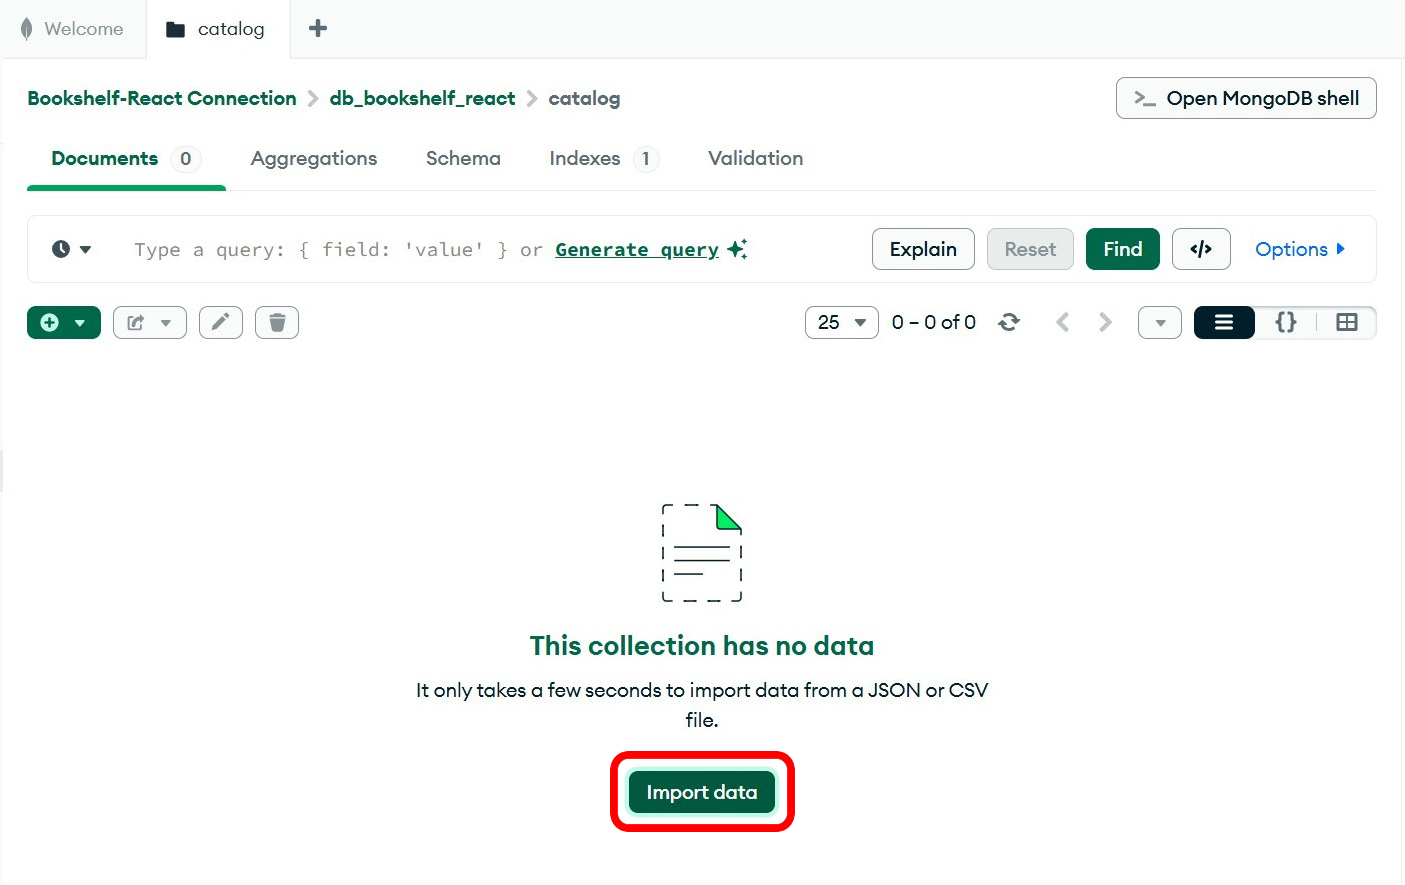 Welcome catalog
Bookshelf-React Connection db_bookshelf_react catalog >_ Open MongoDB shell
Documents 0 Aggregations Schema Indexes 1 Validation
Type a query: { field: 'value' } or Generate query Explain Reset Find </> Options
25 0 – 0 of 0 {}
This collection has no data
It only takes a few seconds to import data from a JSON or CSV
file.
Import data